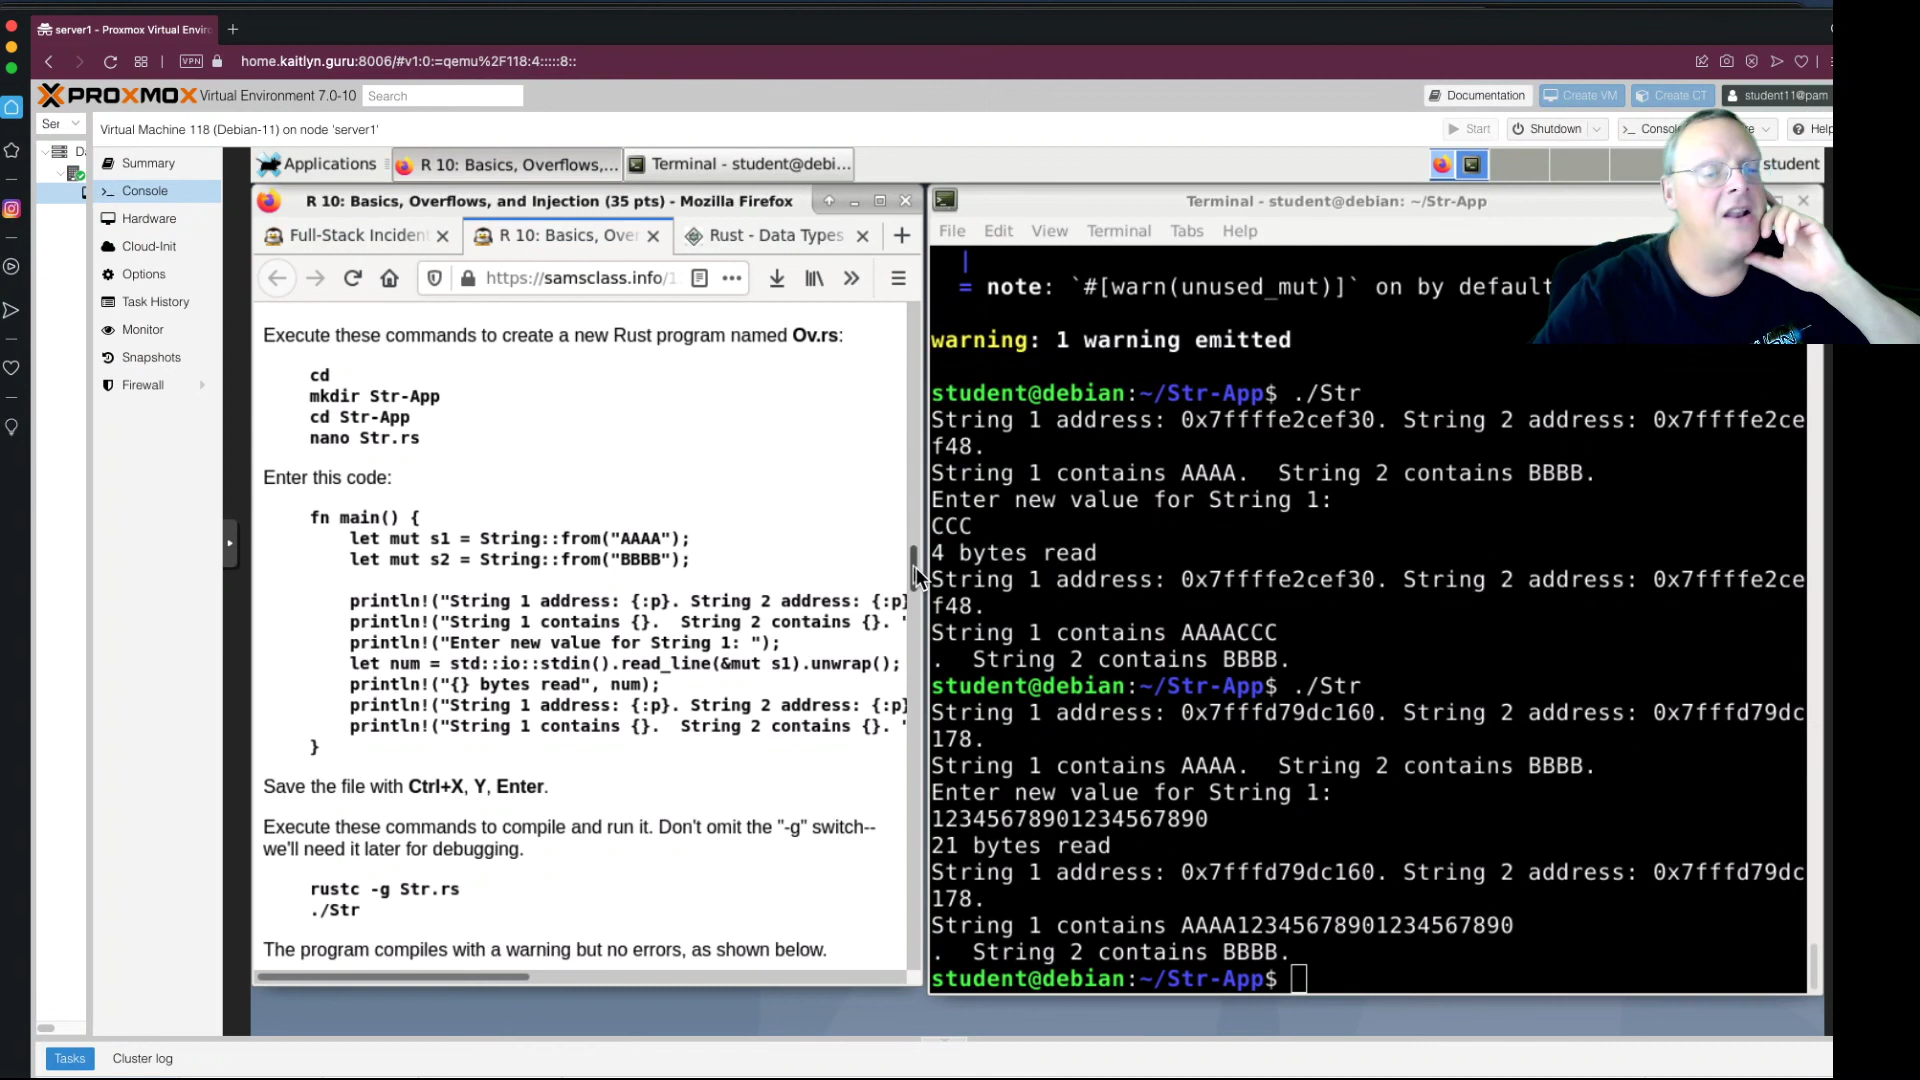 server1 - Proxmox Virtual Envir
VPN
home.kaitlyn.guru:8006/#v1:0:=qemu%2F118:4:::::8::
PROXMOX Virtual Environment 7.0-10
Search
Documentation
Create VM
Create CT
student11@pam
Ser
Virtual Machine 118 (Debian-11) on node 'server1'
Start
Shutdown
Help
Summary
Console
Hardware
Cloud-Init
Options
Task History
Monitor
Snapshots
Firewall
Applications
R 10: Basics, Overflows,...
Terminal - student@debi...
student
R 10: Basics, Overflows, and Injection (35 pts) - Mozilla Firefox
Full-Stack Inciden
R 10: Basics, Over
Rust - Data Types
https://samsclass.info/1
Execute these commands to create a new Rust program named Ov.rs:
cd
mkdir Str-App
cd Str-App
nano Str.rs
Enter this code:
fn main() {
let mut s1 = String::from("AAAA");
let mut s2 = String::from("BBBB");
println!("String 1 address: {:p}. String 2 address: {:p}
println!("String 1 contains {}.  String 2 contains {}. "
println!("Enter new value for String 1: ");
let num = std::io::stdin().read_line(&mut s1).unwrap();
println!("{} bytes read", num);
println!("String 1 address: {:p}. String 2 address: {:p}
println!("String 1 contains {}.  String 2 contains {}. "
}
Save the file with Ctrl+X, Y, Enter.
Execute these commands to compile and run it. Don't omit the "-g" switch--
we'll need it later for debugging.
rustc -g Str.rs
./Str
The program compiles with a warning but no errors, as shown below.
Terminal - student@debian: ~/Str-App
File Edit View Terminal Tabs Help
|
= note: `#[warn(unused_mut)]` on by default
warning: 1 warning emitted
student@debian:~/Str-App$ ./Str
String 1 address: 0x7ffffe2cef30. String 2 address: 0x7ffffe2ce
f48.
String 1 contains AAAA.  String 2 contains BBBB.
Enter new value for String 1:
CCC
4 bytes read
String 1 address: 0x7ffffe2cef30. String 2 address: 0x7ffffe2ce
f48.
String 1 contains AAAACCC
.  String 2 contains BBBB.
student@debian:~/Str-App$ ./Str
String 1 address: 0x7fffd79dc160. String 2 address: 0x7fffd79dc
178.
String 1 contains AAAA.  String 2 contains BBBB.
Enter new value for String 1:
12345678901234567890
21 bytes read
String 1 address: 0x7fffd79dc160. String 2 address: 0x7fffd79dc
178.
String 1 contains AAAA12345678901234567890
.  String 2 contains BBBB.
student@debian:~/Str-App$
Tasks
Cluster log